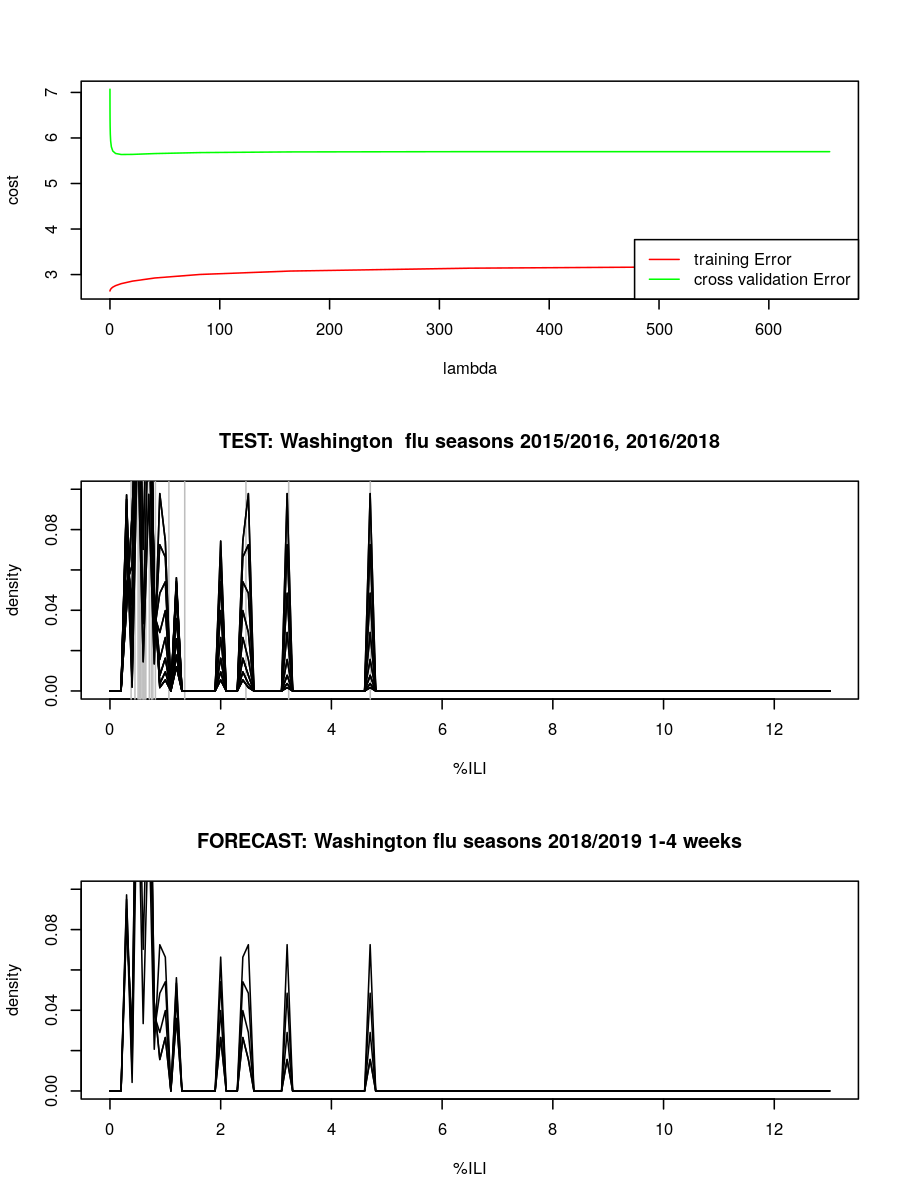 7
6
5
4
3
cost
training Error
cross validation Error
0 100 200 300 400 500 600
lambda
TEST: Washington  flu seasons 2015/2016, 2016/2018
0.08
0.04
0.00
density
0 2 4 6 8 10 12
%ILI
FORECAST: Washington flu seasons 2018/2019 1-4 weeks
0.08
0.04
0.00
density
0 2 4 6 8 10 12
%ILI